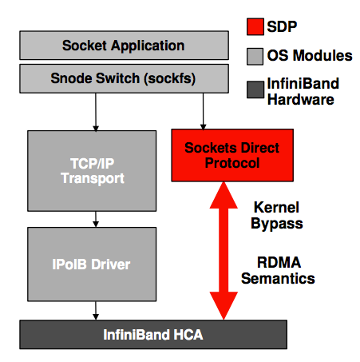 SDP
OS Modules
InfiniBand
Hardware
Socket Application
Snode Switch (sockfs)
TCP/IP
Transport
Sockets Direct
Protocol
Kernel
Bypass
IPoIB Driver
RDMA
Semantics
InfiniBand HCA